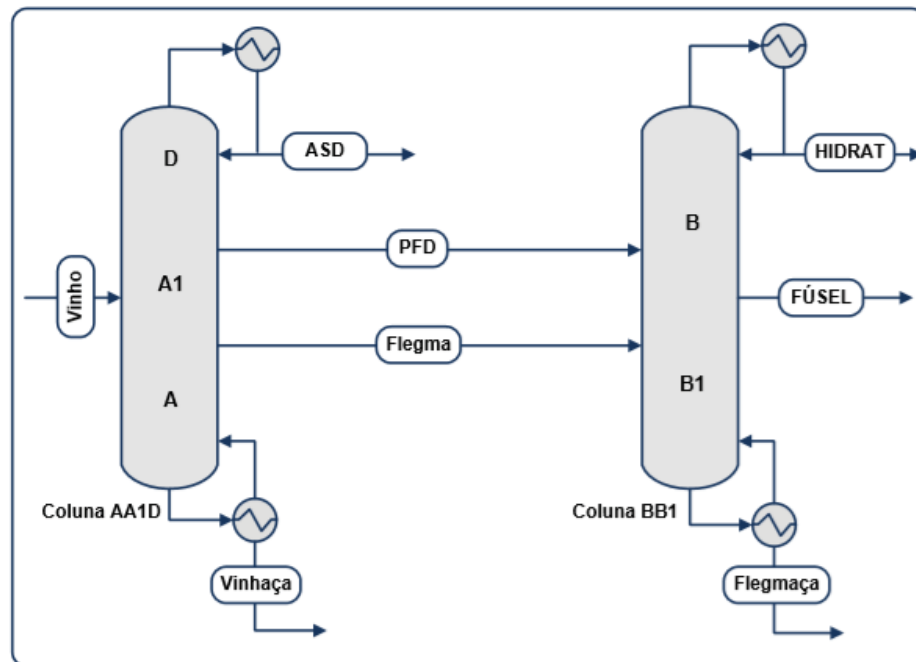 D
ASD
HIDRAT
PFD
B
A1
Vinho
FÚSEL
Flegma
A
B1
Coluna AA1D
Coluna BB1
Vinhaça
Flegmaça